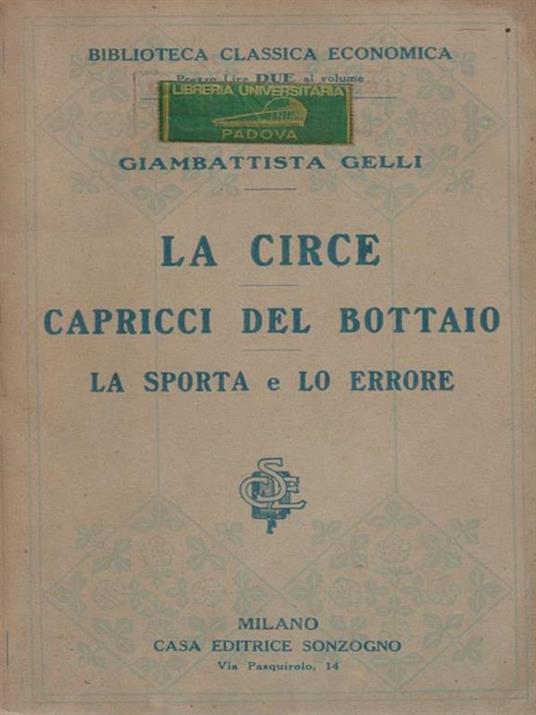 BIBLIOTECA CLASSICA ECONOMICA
Prezzo Lire DUE al volume
LIBRERIA UNIVERSITARIA
PADOVA
GIAMBATTISTA GELLI
LA CIRCE
CAPRICCI DEL BOTTAIO
LA SPORTA e LO ERRORE
MILANO
CASA EDITRICE SONZOGNO
Via Pasquirolo, 14